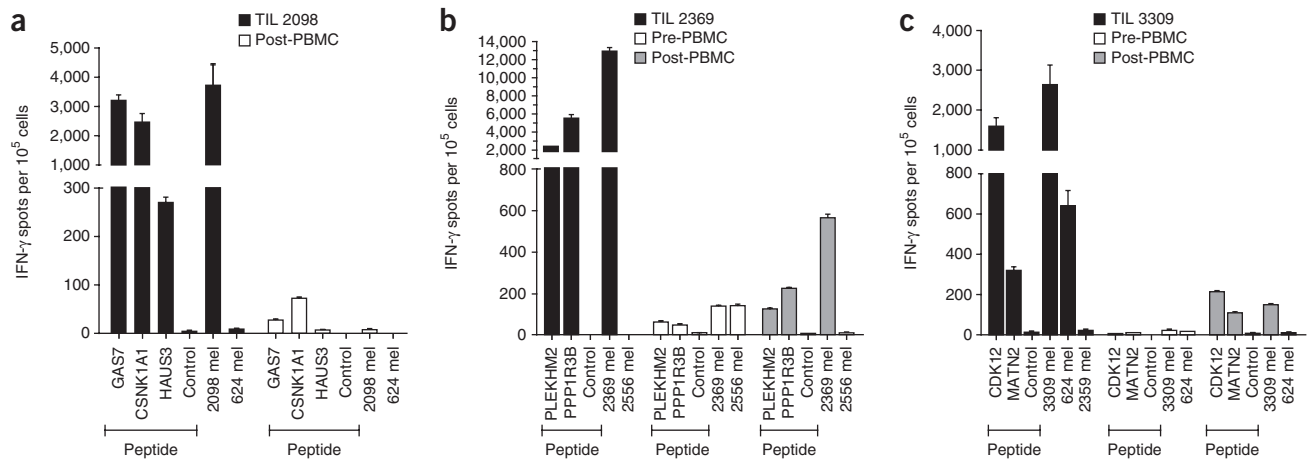 a
TIL 2098
Post-PBMC
IFN-γ spots per 10⁵ cells
5,000
4,000
3,000
2,000
1,000
300
200
100
0
GAS7
CSNK1A1
HAUS3
Control
2098 mel
624 mel
GAS7
CSNK1A1
HAUS3
Control
2098 mel
624 mel
Peptide
Peptide
b
TIL 2369
Pre-PBMC
Post-PBMC
IFN-γ spots per 10⁵ cells
14,000
12,000
10,000
8,000
6,000
4,000
2,000
800
600
400
200
0
PLEKHM2
PPP1R3B
Control
2369 mel
2556 mel
PLEKHM2
PPP1R3B
Control
2369 mel
2556 mel
PLEKHM2
PPP1R3B
Control
2369 mel
2556 mel
Peptide
Peptide
Peptide
c
TIL 3309
Pre-PBMC
Post-PBMC
IFN-γ spots per 10⁵ cells
4,000
3,000
2,000
1,000
800
600
400
200
0
CDK12
MATN2
Control
3309 mel
624 mel
2359 mel
CDK12
MATN2
Control
3309 mel
624 mel
CDK12
MATN2
Control
3309 mel
624 mel
Peptide
Peptide
Peptide